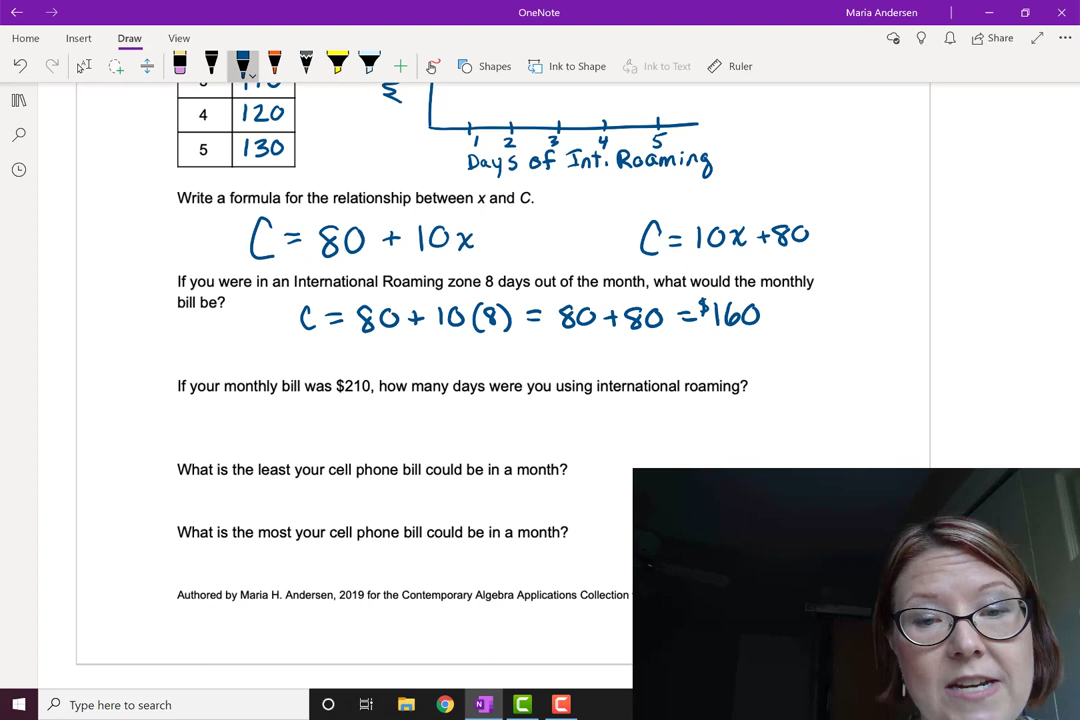 OneNote
Maria Andersen
Home Insert Draw View
Share
Shapes Ink to Shape Ink to Text Ruler
4 120
5 130
1 2 3 4 5
Days of Int. Roaming
Write a formula for the relationship between x and C.
C = 80 + 10x C = 10x + 80
If you were in an International Roaming zone 8 days out of the month, what would the monthly
bill be?
C = 80 + 10(8) = 80 + 80 = $160
If your monthly bill was $210, how many days were you using international roaming?
What is the least your cell phone bill could be in a month?
What is the most your cell phone bill could be in a month?
Authored by Maria H. Andersen, 2019 for the Contemporary Algebra Applications Collection
Type here to search